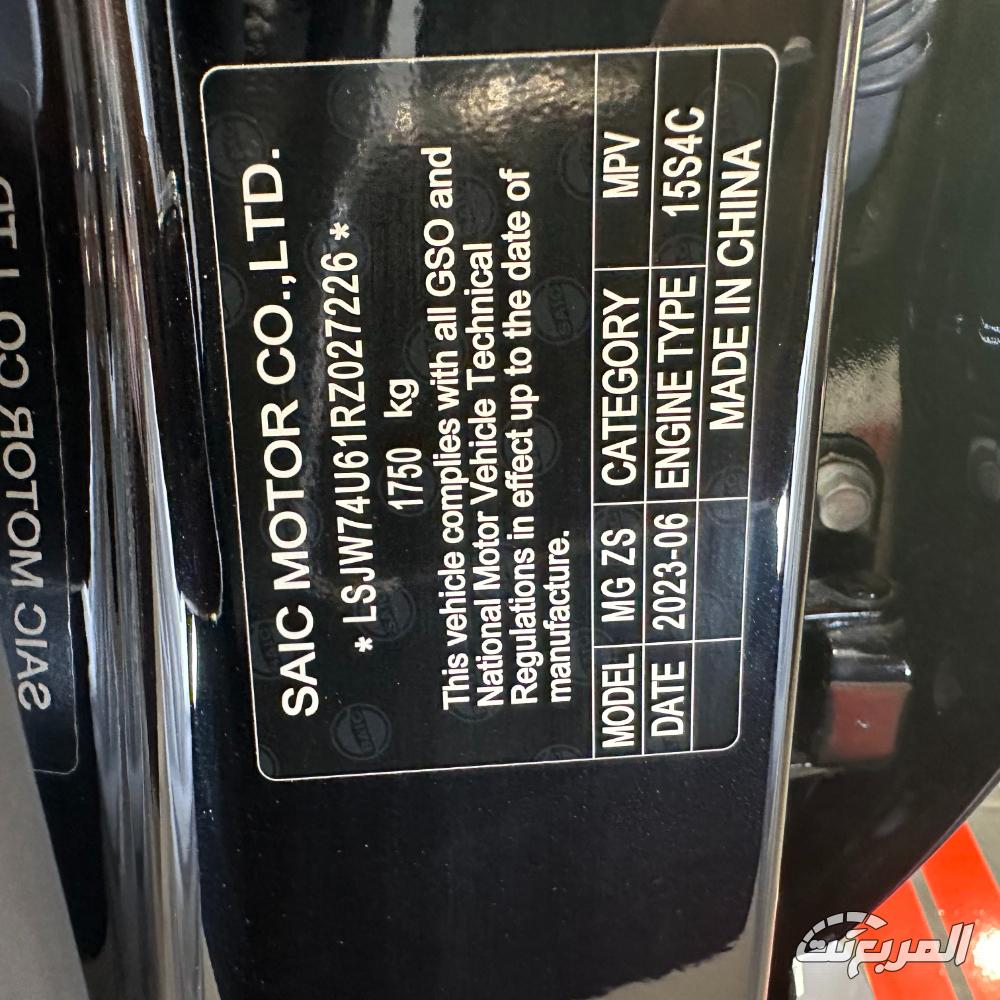 SAIC MOTOR CO.,LTD.
* LSJW74U61RZ027226 *
1750 kg
This vehicle complies with all GSO and
National Motor Vehicle Technical
Regulations in effect up to the date of
manufacture.
MODEL MG ZS CATEGORY MPV
DATE 2023-06 ENGINE TYPE 15S4C
MADE IN CHINA
SAIC MOTOR CO LTD
المربع نت